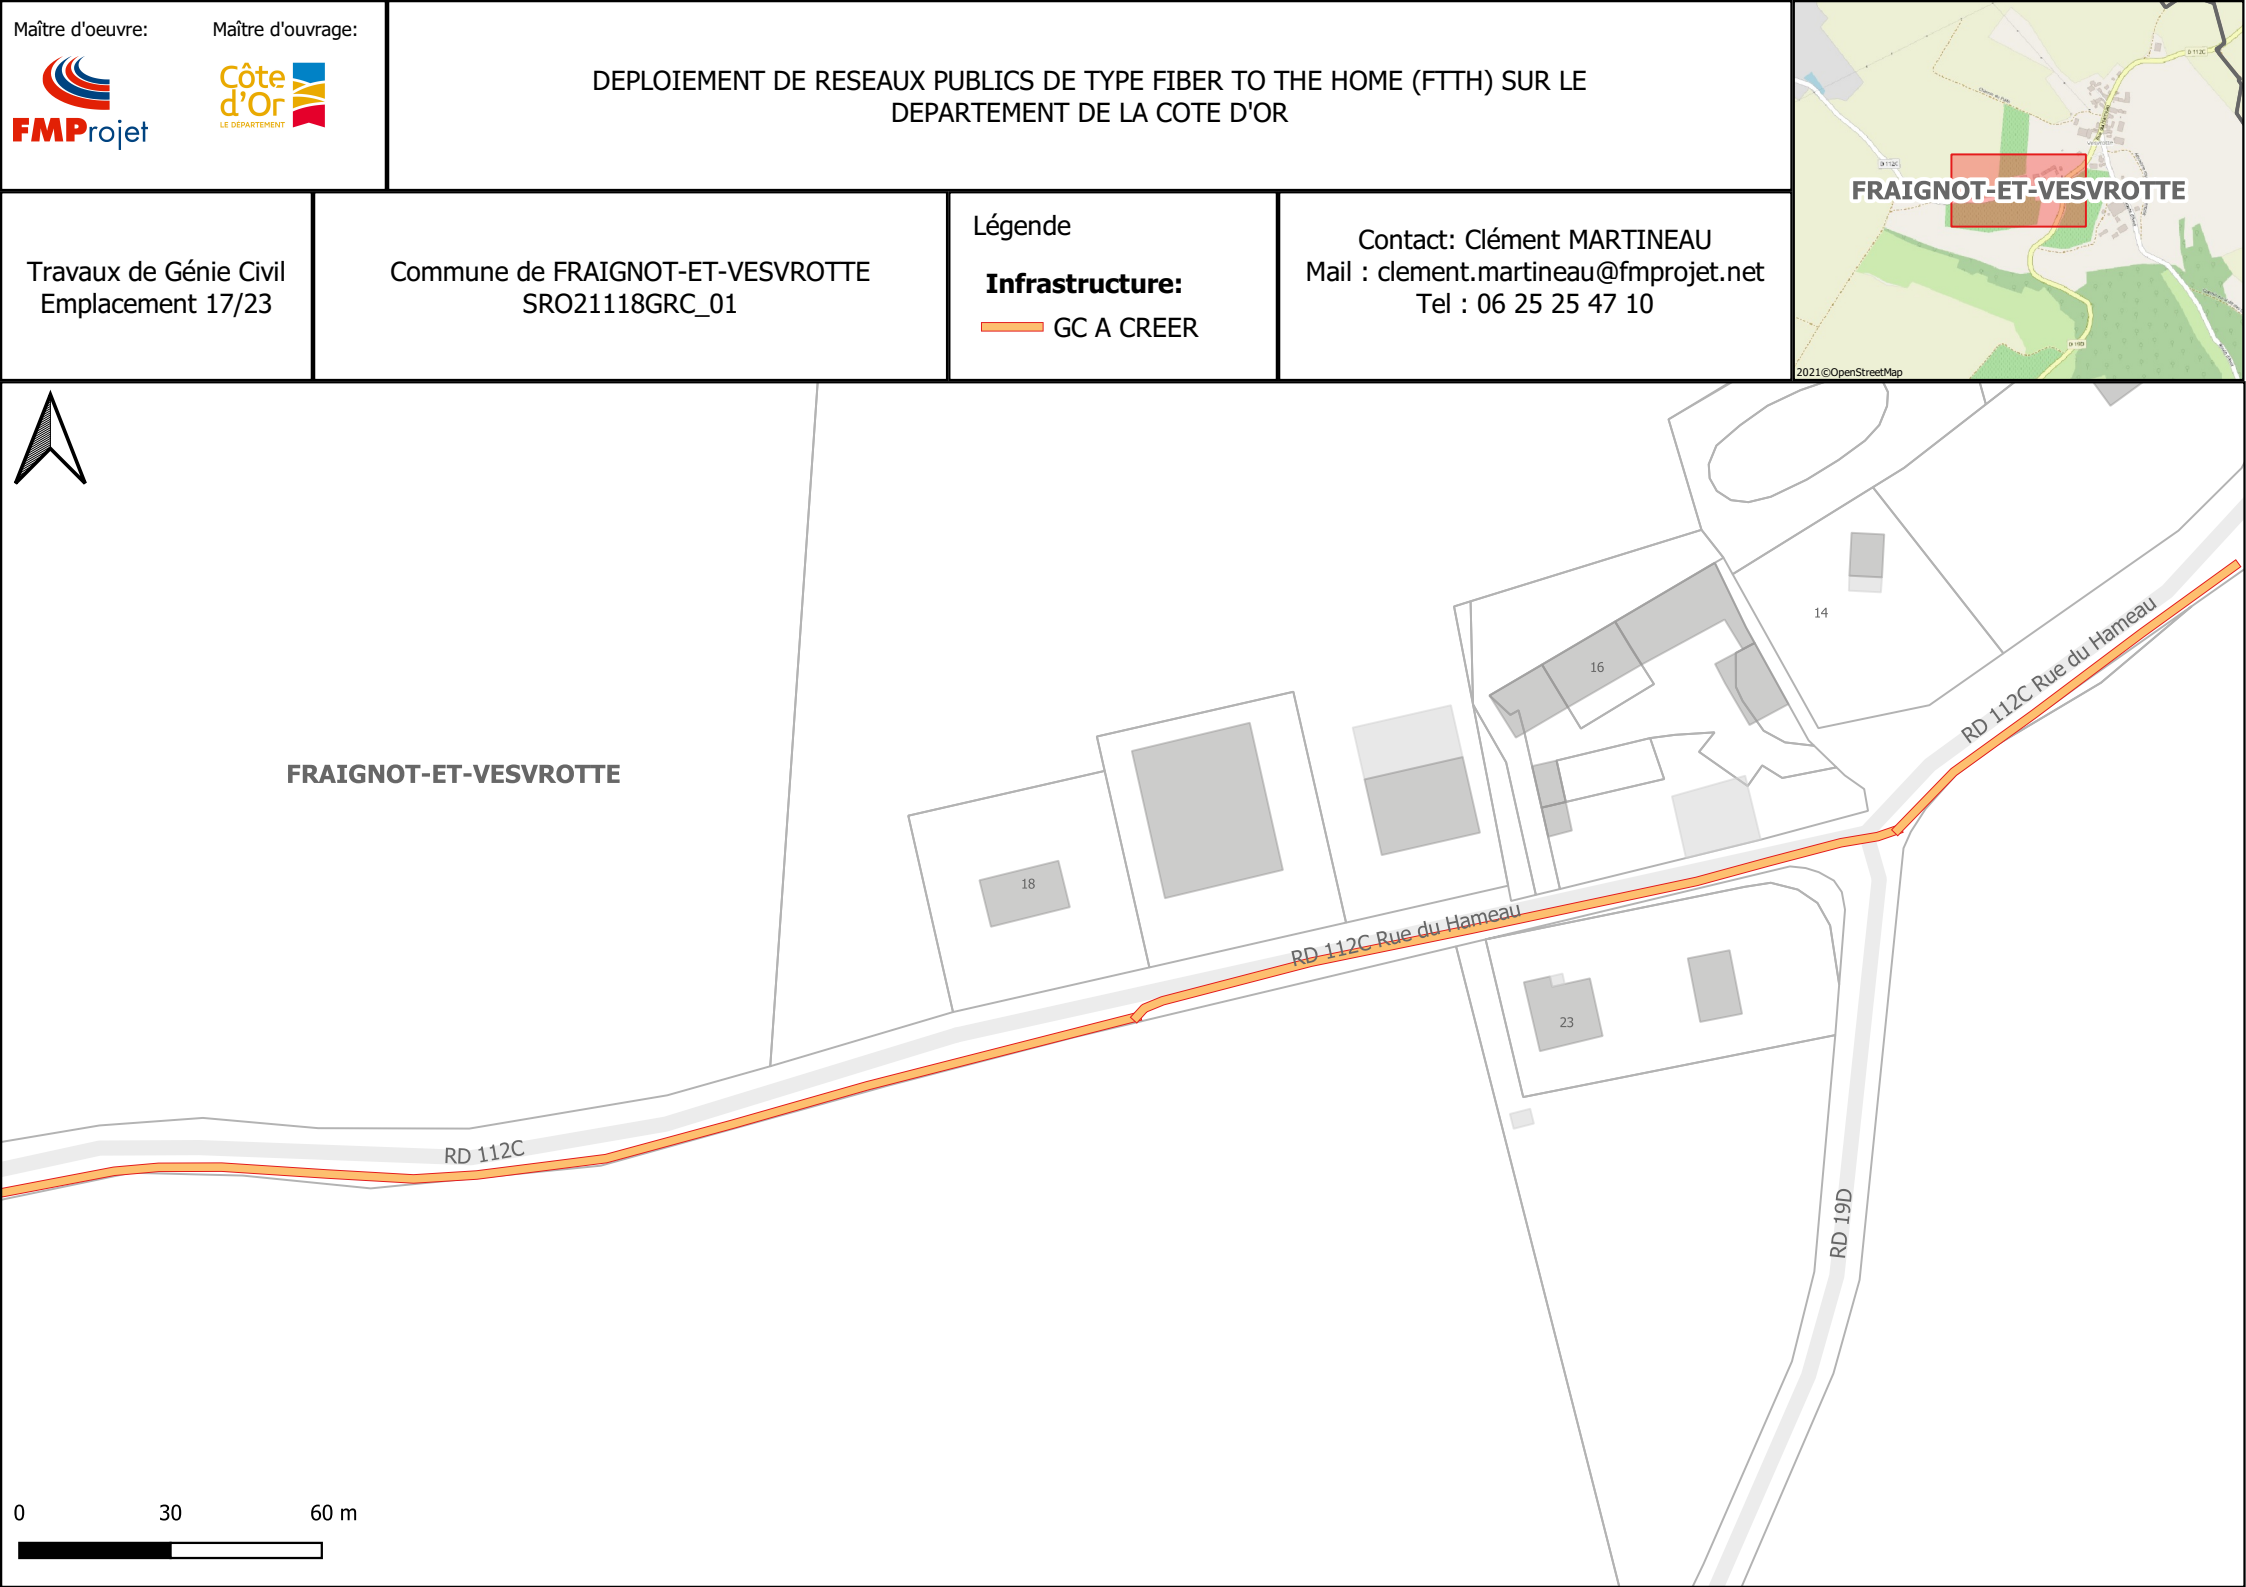 Maître d'oeuvre:
Maître d'ouvrage:
FMProjet
Côte
d'Or
LE DÉPARTEMENT
DEPLOIEMENT DE RESEAUX PUBLICS DE TYPE FIBER TO THE HOME (FTTH) SUR LE
DEPARTEMENT DE LA COTE D'OR
Travaux de Génie Civil
Emplacement 17/23
Commune de FRAIGNOT-ET-VESVROTTE
SRO21118GRC_01
Légende
Infrastructure:
GC A CREER
Contact: Clément MARTINEAU
Mail : clement.martineau@fmprojet.net
Tel : 06 25 25 47 10
D 112C
D 112C
FRAIGNOT-ET-VESVROTTE
D 19D
2021©OpenStreetMap
14
16
RD 112C Rue du Hameau
FRAIGNOT-ET-VESVROTTE
18
RD 112C Rue du Hameau
23
RD 112C
RD 19D
0 30 60 m